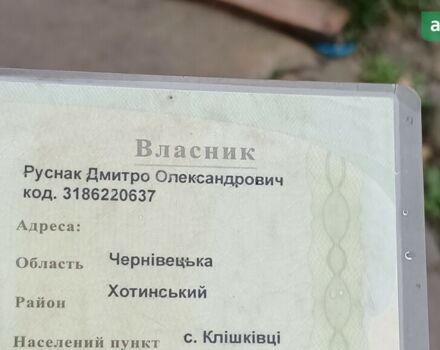 Власник
Руснак Дмитро Олександрович
код. 3186220637
Адреса:
Область Чернівецька
Район Хотинський
Населений пункт с. Клішківці